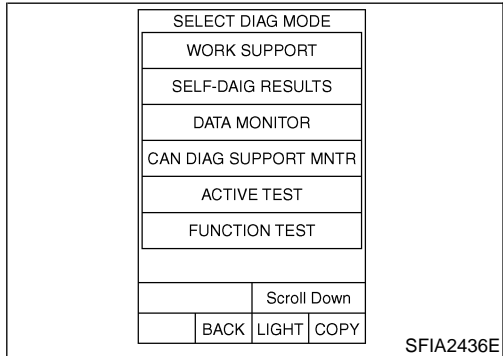 SELECT DIAG MODE
WORK SUPPORT
SELF-DAIG RESULTS
DATA MONITOR
CAN DIAG SUPPORT MNTR
ACTIVE TEST
FUNCTION TEST
Scroll Down
BACK LIGHT COPY
SFIA2436E